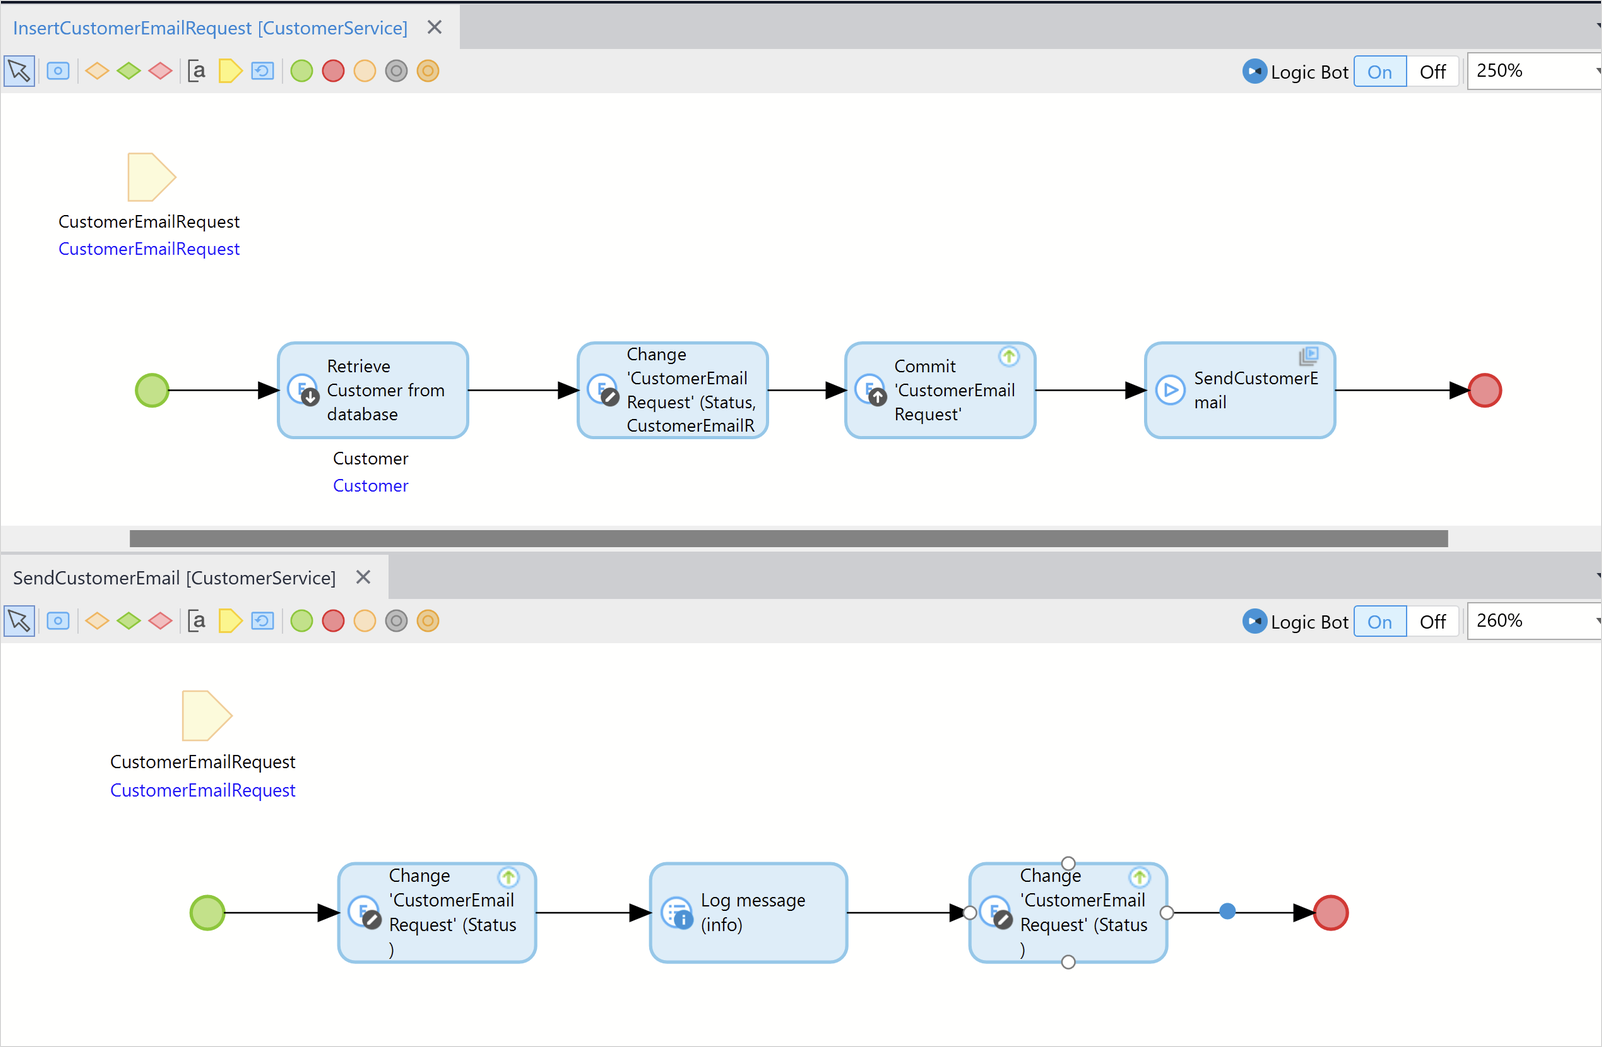 InsertCustomerEmailRequest [CustomerService]
[a
Logic Bot On Off 250%
CustomerEmailRequest
CustomerEmailRequest
Retrieve
Customer from
database
Customer
Customer
Change
'CustomerEmail
Request' (Status,
CustomerEmailR
Commit
'CustomerEmail
Request'
SendCustomerE
mail
SendCustomerEmail [CustomerService]
[a
Logic Bot On Off 260%
CustomerEmailRequest
CustomerEmailRequest
Change
'CustomerEmail
Request' (Status
)
Log message
(info)
Change
'CustomerEmail
Request' (Status
)